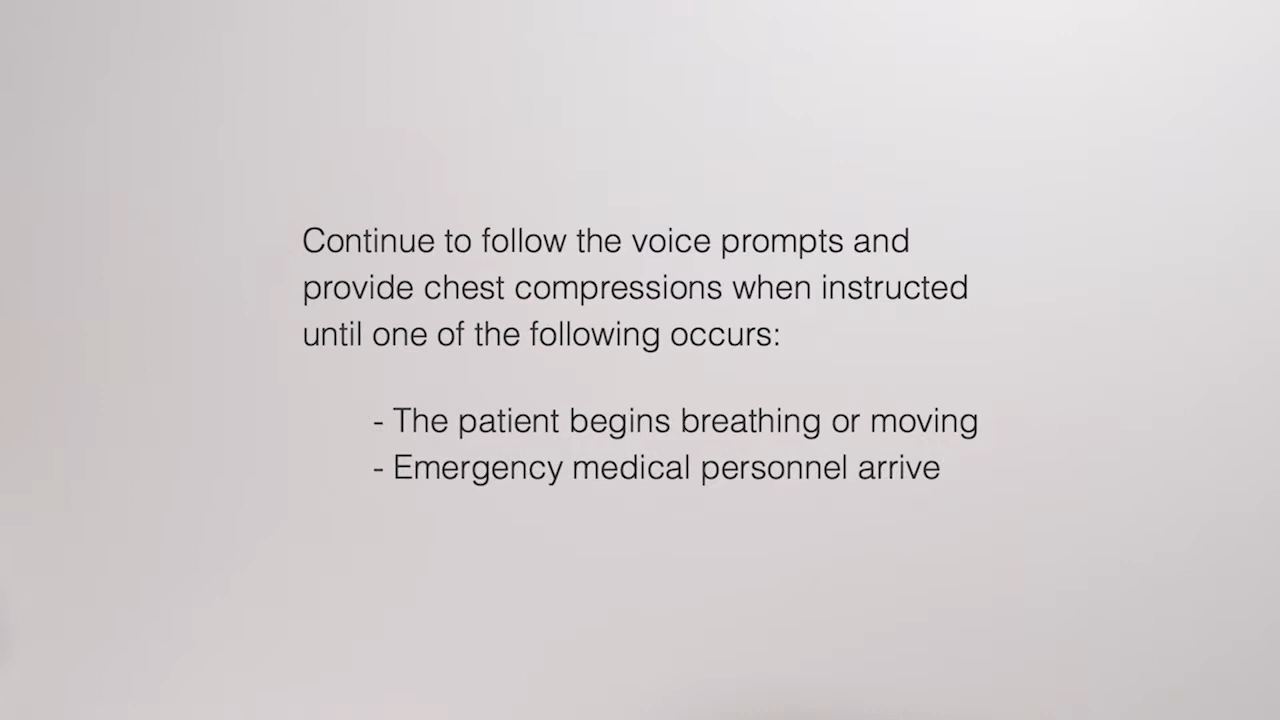 Continue to follow the voice prompts and
provide chest compressions when instructed
until one of the following occurs:
- The patient begins breathing or moving
- Emergency medical personnel arrive